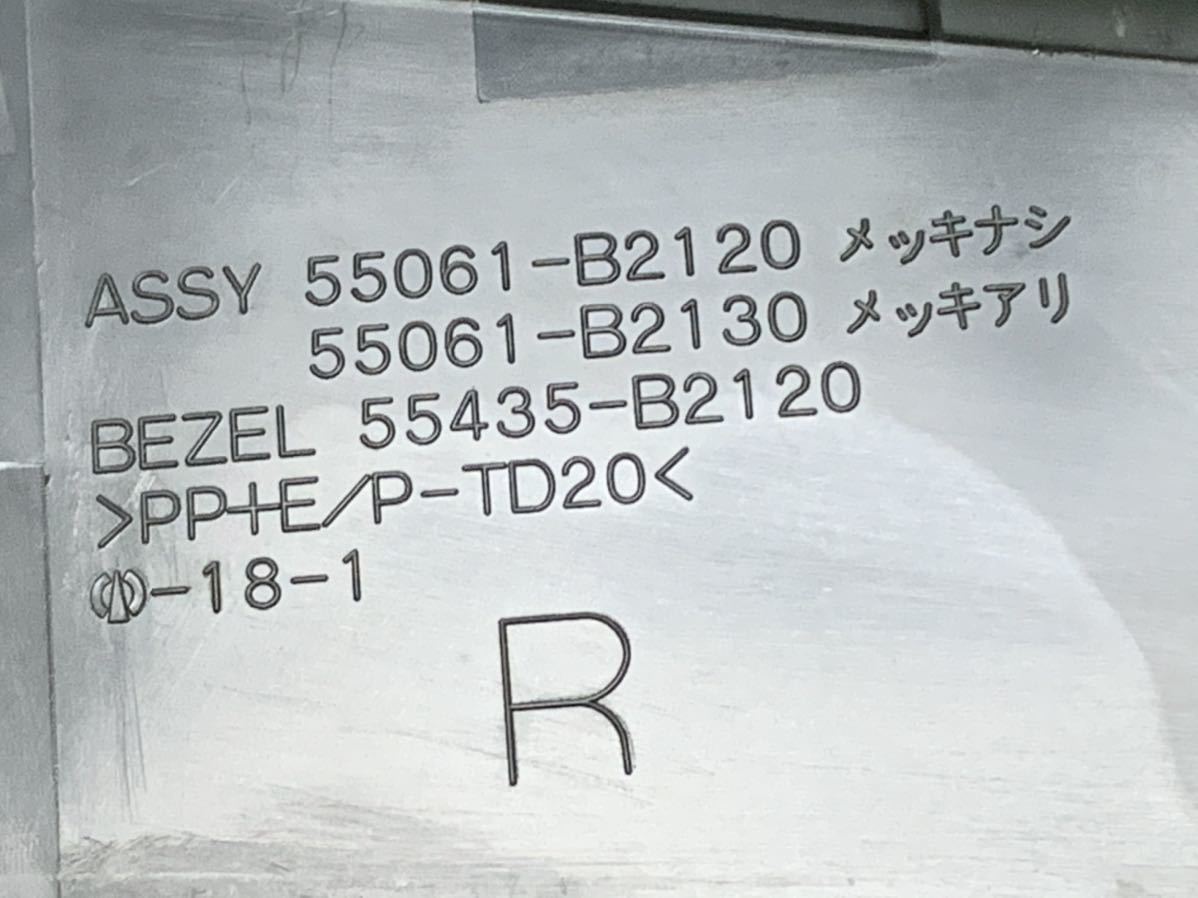 ASSY 55061-B2120 メッキナシ
55061-B2130 メッキアリ
BEZEL 55435-B2120
>PP+E/P-TD20<
-18-1
R